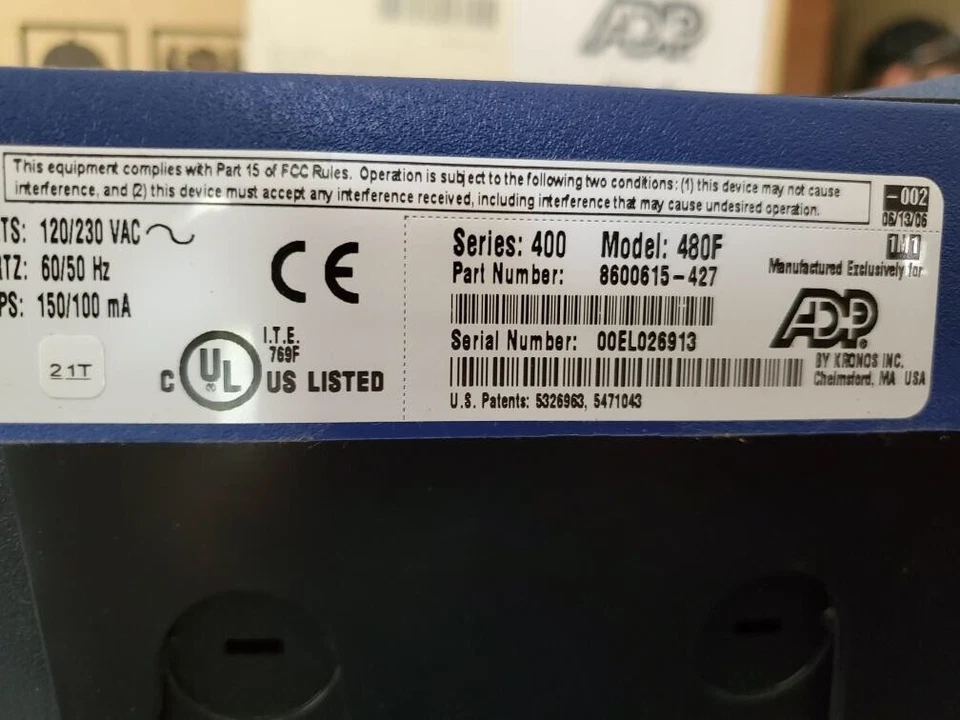 ADP
This equipment complies with Part 15 of FCC Rules. Operation is subject to the following two conditions: (1) this device may not cause
interference, and (2) this device must accept any interference received, including interference that may cause undesired operation.
-002
06/13/06
TS: 120/230 VAC
TZ: 60/50 Hz
PS: 150/100 mA
21T
CE
C UL US LISTED
®
I.T.E.
769F
Series: 400 Model: 480F
Part Number: 8600615-427
Serial Number: 00EL026913
U.S. Patents: 5326963, 5471043
Manufactured Exclusively for
ADP®
BY KRONOS INC.
Chelmsford, MA USA